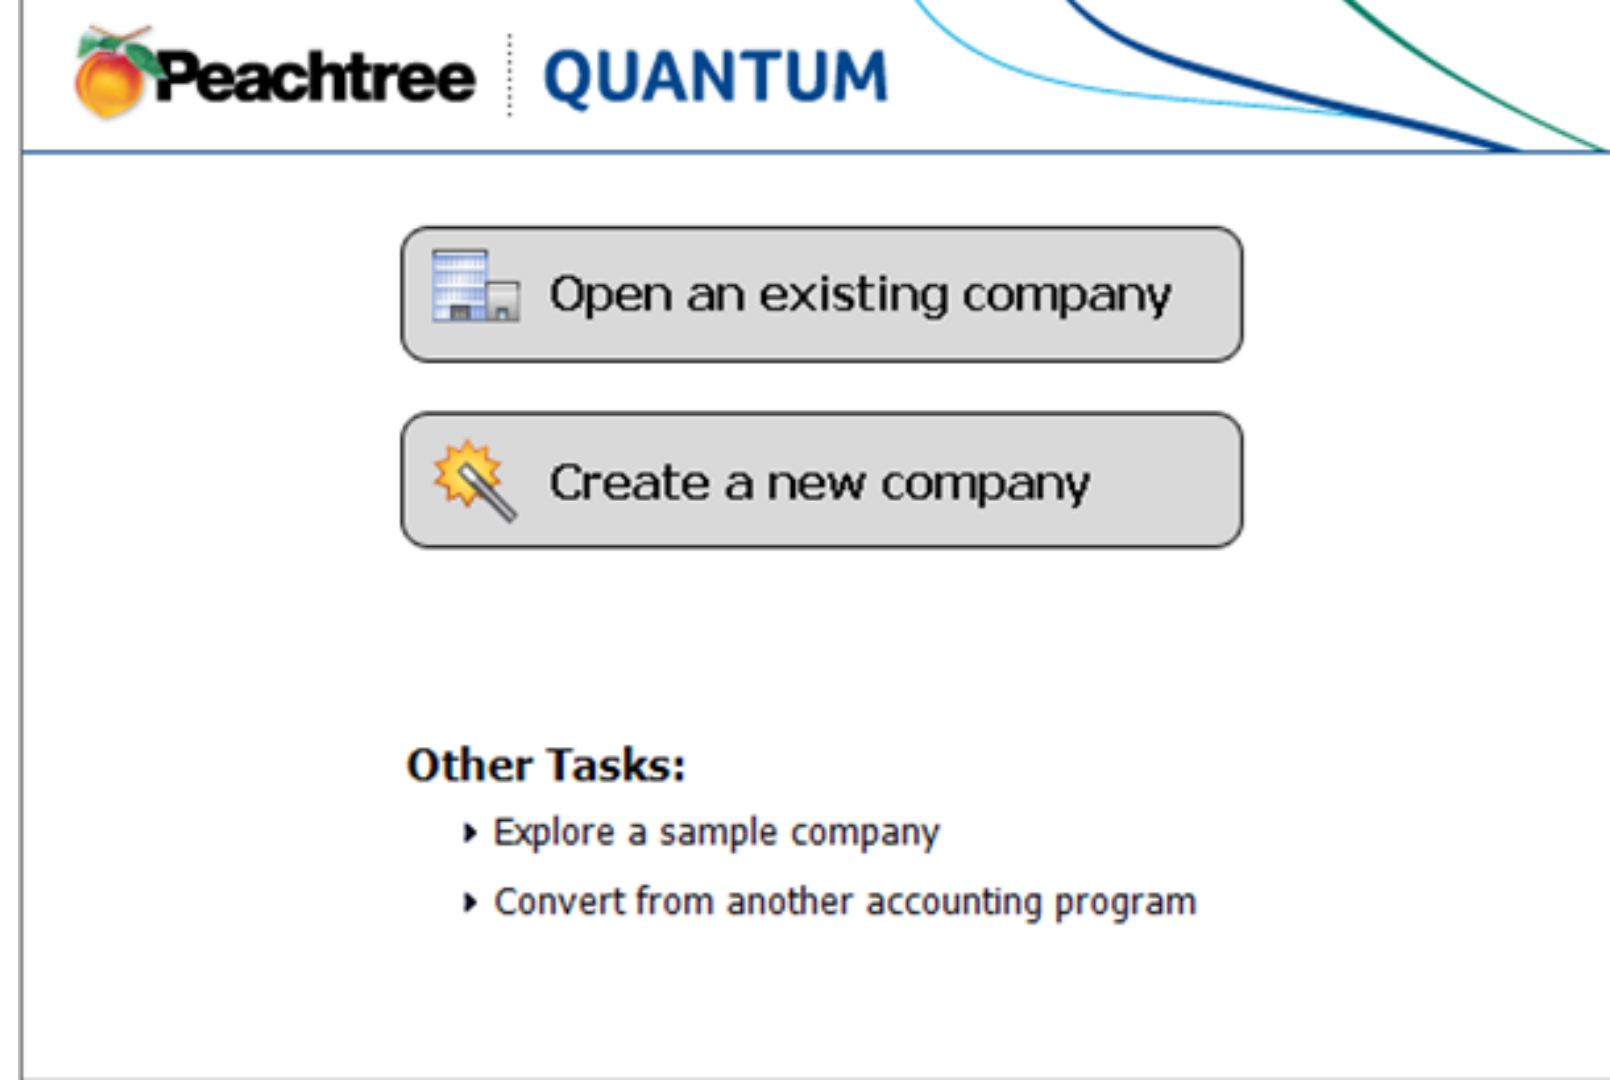 Peachtree QUANTUM
Open an existing company
Create a new company
Other Tasks:
Explore a sample company
Convert from another accounting program